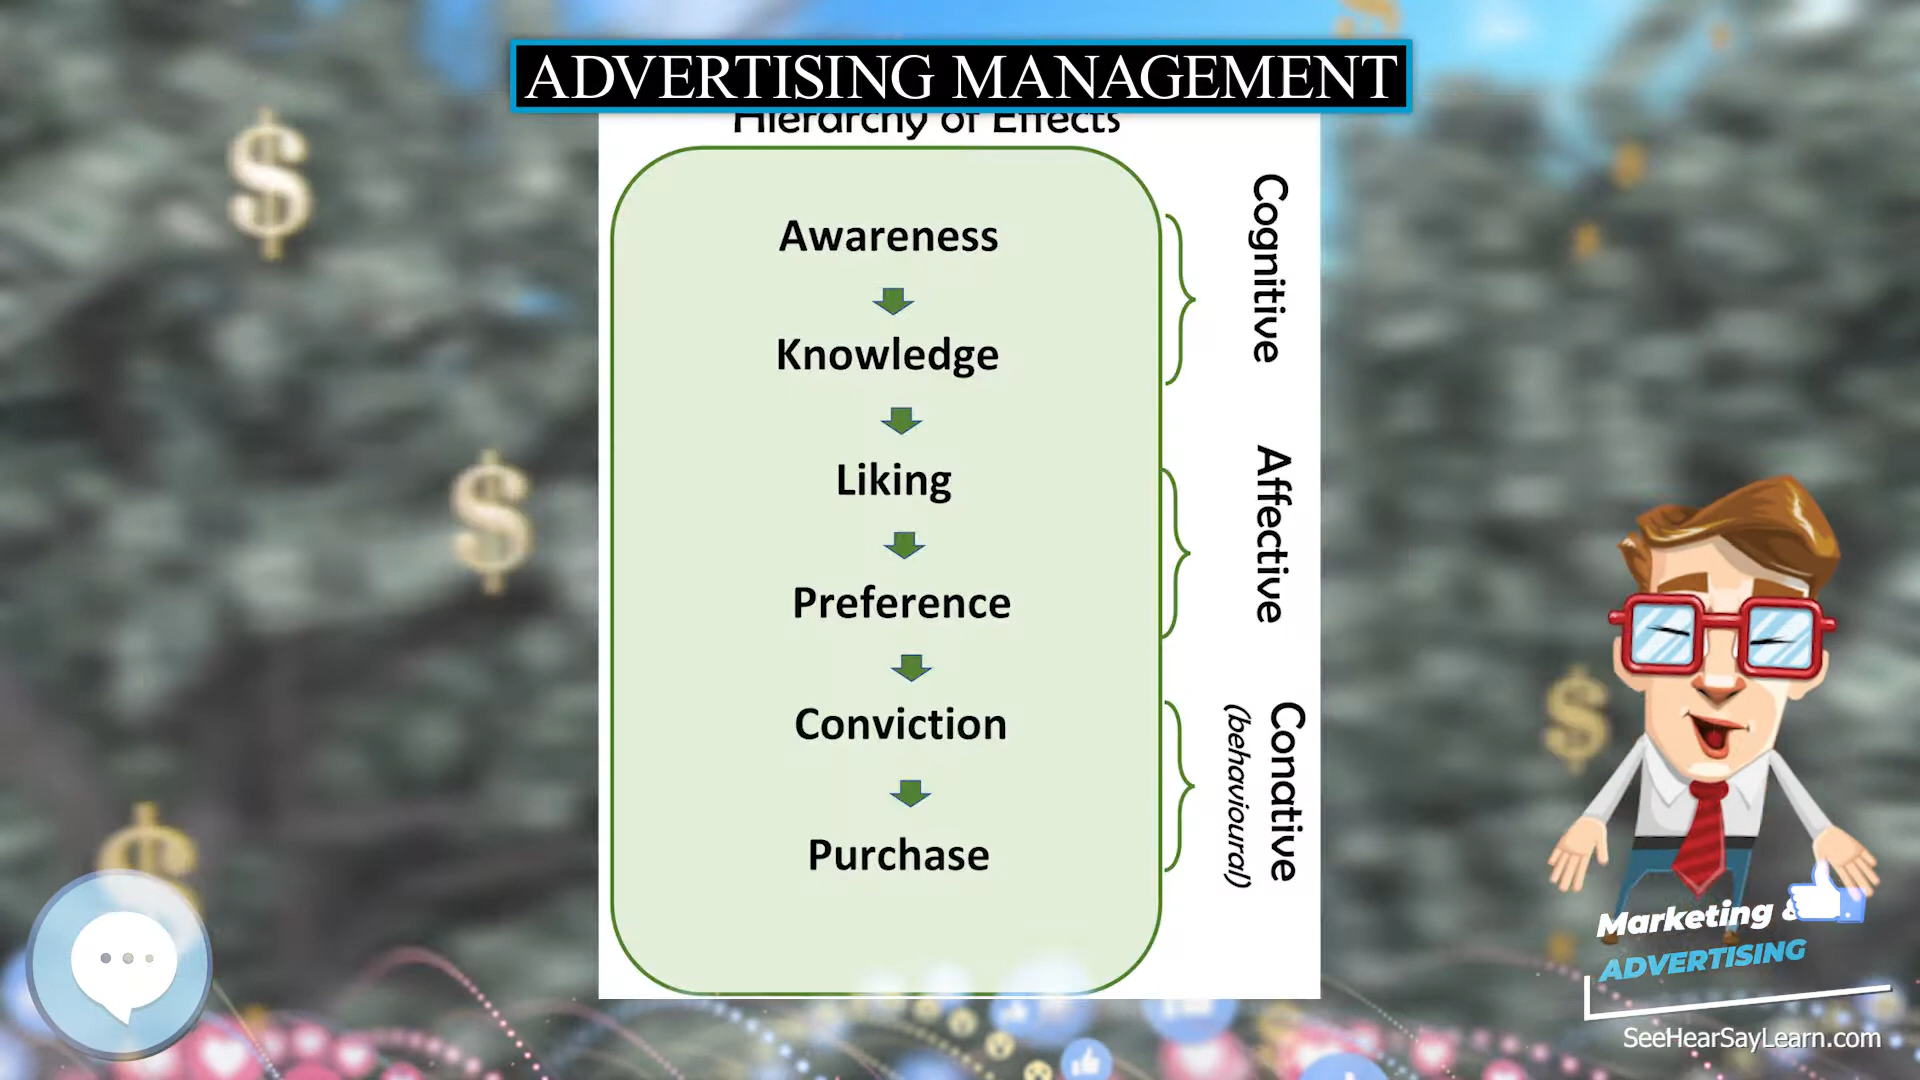 ADVERTISING MANAGEMENT
Hierarchy of Effects
Awareness
Knowledge
Liking
Preference
Conviction
Purchase
Cognitive
Affective
Conative
(behavioural)
Marketing &
ADVERTISING
SeeHearSayLearn.com